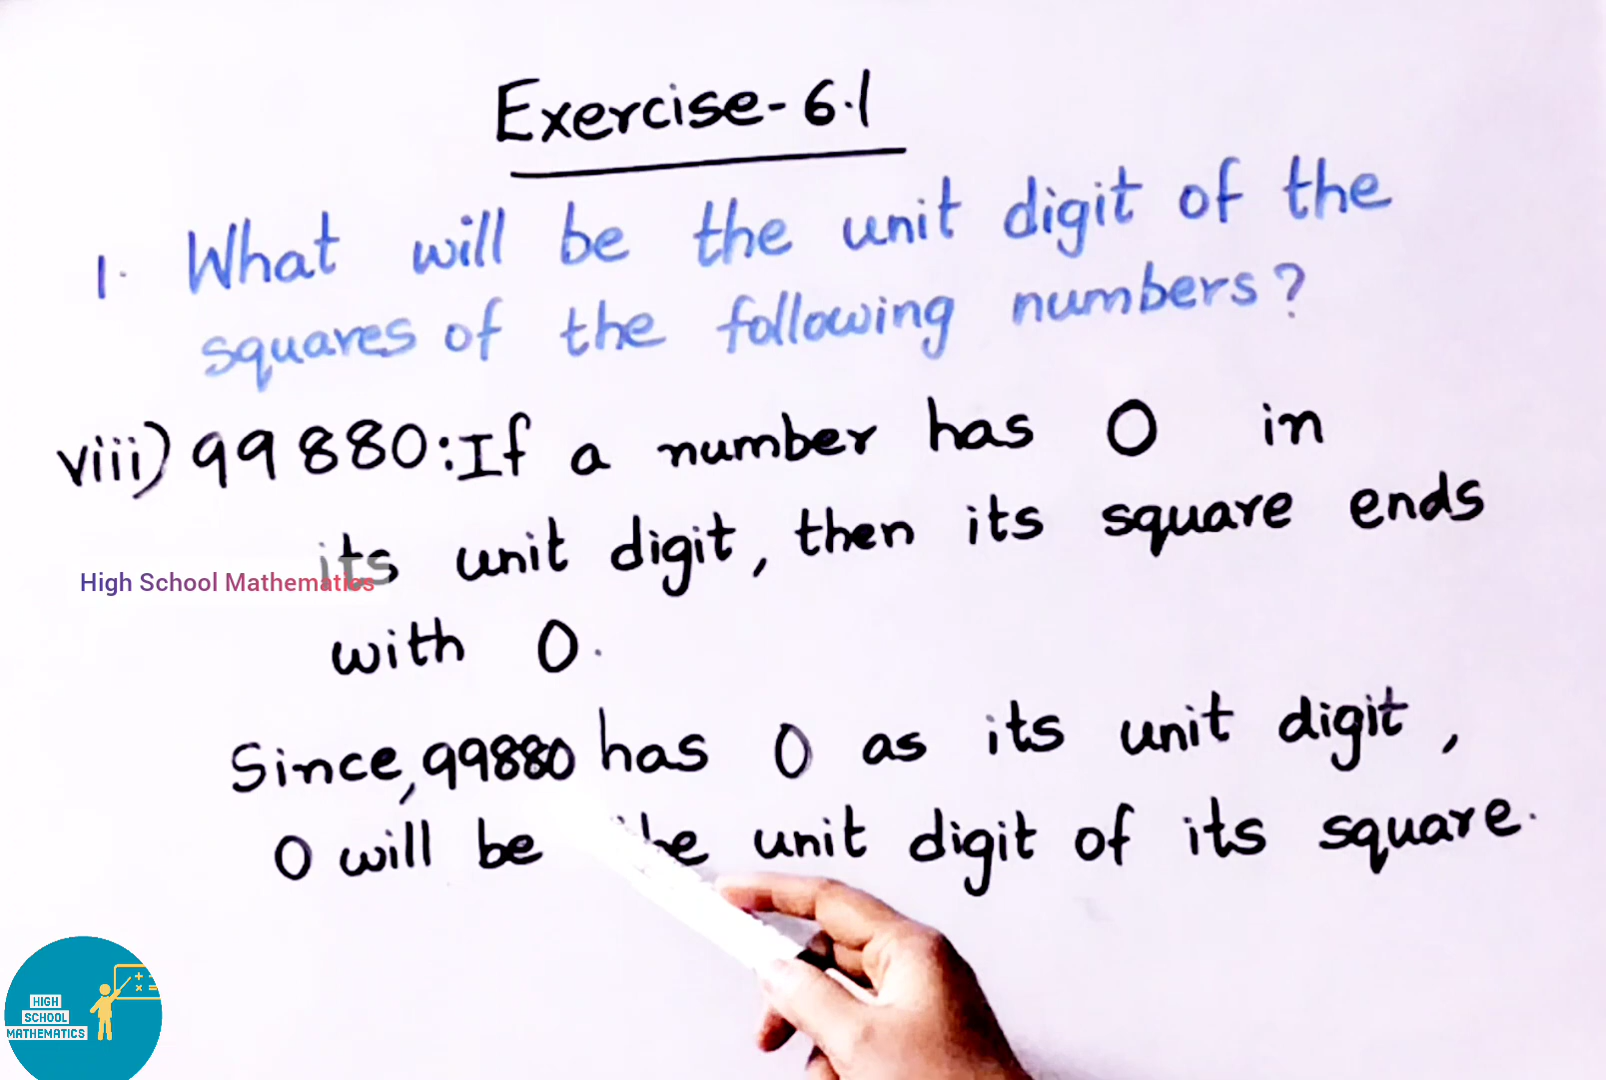 Exercise-6.1
1. What will be the unit digit of the
squares of the following numbers?
viii) 99880: If a number has 0 in
its unit digit, then its square ends
High School Mathematics
with 0.
Since, 99880 has 0 as its unit digit,
0 will be the unit digit of its square.
HIGH
SCHOOL
MATHEMATICS